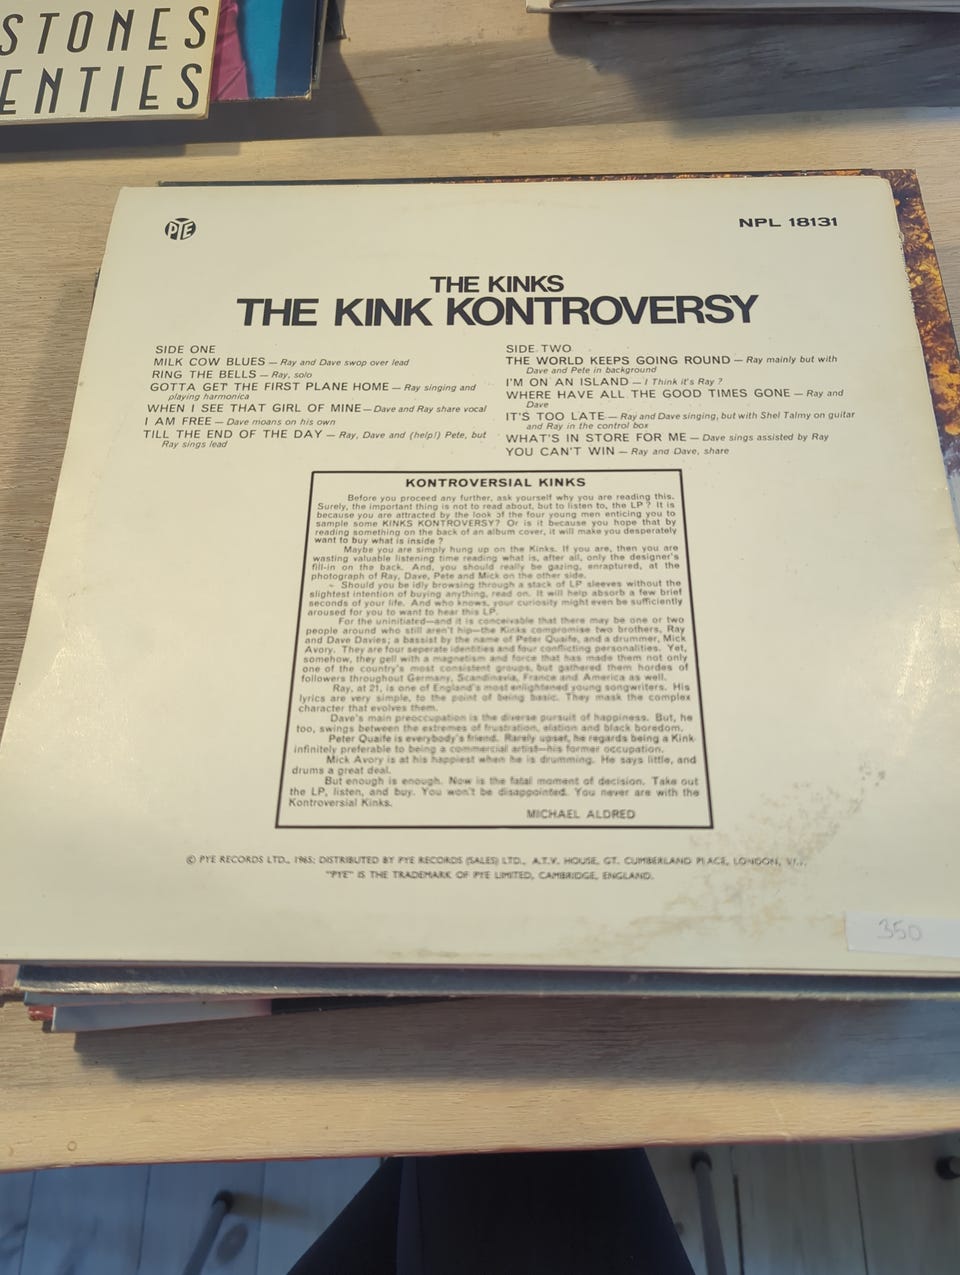 STONES
ENTIES
PYE
NPL 18131
THE KINKS
THE KINK KONTROVERSY
SIDE ONE
MILK COW BLUES — Ray and Dave swop over lead
RING THE BELLS — Ray, solo
GOTTA GET THE FIRST PLANE HOME — Ray singing and
playing harmonica
WHEN I SEE THAT GIRL OF MINE — Dave and Ray share vocal
I AM FREE — Dave moans on his own
TILL THE END OF THE DAY — Ray, Dave and (help!) Pete, but
Ray sings lead
SIDE TWO
THE WORLD KEEPS GOING ROUND — Ray mainly but with
Dave and Pete in background
I'M ON AN ISLAND — I Think it's Ray ?
WHERE HAVE ALL THE GOOD TIMES GONE — Ray and
Dave
IT'S TOO LATE — Ray and Dave singing, but with Shel Talmy on guitar
and Ray in the control box
WHAT'S IN STORE FOR ME — Dave sings assisted by Ray
YOU CAN'T WIN — Ray and Dave, share
KONTROVERSIAL KINKS
Before you proceed any further, ask yourself why you are reading this.
Surely, the important thing is not to read about, but to listen to, the LP ? It is
because you are attracted by the look of the four young men enticing you to
sample some KINKS KONTROVERSY? Or is it because you hope that by
reading something on the back of an album cover, it will make you desperately
want to buy what is inside ?
Maybe you are simply hung up on the Kinks. If you are, then you are
wasting valuable listening time reading what is, after all, only the designer's
fill-in on the back. And, you should really be gazing, enraptured, at the
photograph of Ray, Dave, Pete and Mick on the other side.
Should you be idly browsing through a stack of LP sleeves without the
slightest intention of buying anything, read on. It will help absorb a few brief
seconds of your life. And who knows, your curiosity might even be sufficiently
aroused for you to want to hear this LP.
For the uninitiated—and it is conceivable that there may be one or two
people around who still aren't hip—the Kinks compromise two brothers, Ray
and Dave Davies; a bassist by the name of Peter Quaife, and a drummer, Mick
Avory. They are four seperate identities and four conflicting personalities. Yet,
somehow, they gell with a magnetism and force that has made them not only
one of the country's most consistent groups, but gathered them hordes of
followers throughout Germany, Scandinavia, France and America as well.
Ray, at 21, is one of England's most enlightened young songwriters. His
lyrics are very simple, to the point of being basic. They mask the complex
character that evolves them.
Dave's main preoccupation is the diverse pursuit of happiness. But, he
too, swings between the extremes of frustration, elation and black boredom.
Peter Quaife is everybody's friend. Rarely upset, he regards being a Kink
infinitely preferable to being a commercial artist—his former occupation.
Mick Avory is at his happiest when he is drumming. He says little, and
drums a great deal.
But enough is enough. Now is the fatal moment of decision. Take out
the LP, listen, and buy. You won't be disappointed. You never are with the
Kontroversial Kinks.
MICHAEL ALDRED
© PYE RECORDS LTD., 1965; DISTRIBUTED BY PYE RECORDS (SALES) LTD., A.T.V. HOUSE, GT. CUMBERLAND PLACE, LONDON,
"PYE" IS THE TRADEMARK OF PYE LIMITED, CAMBRIDGE, ENGLAND.
350